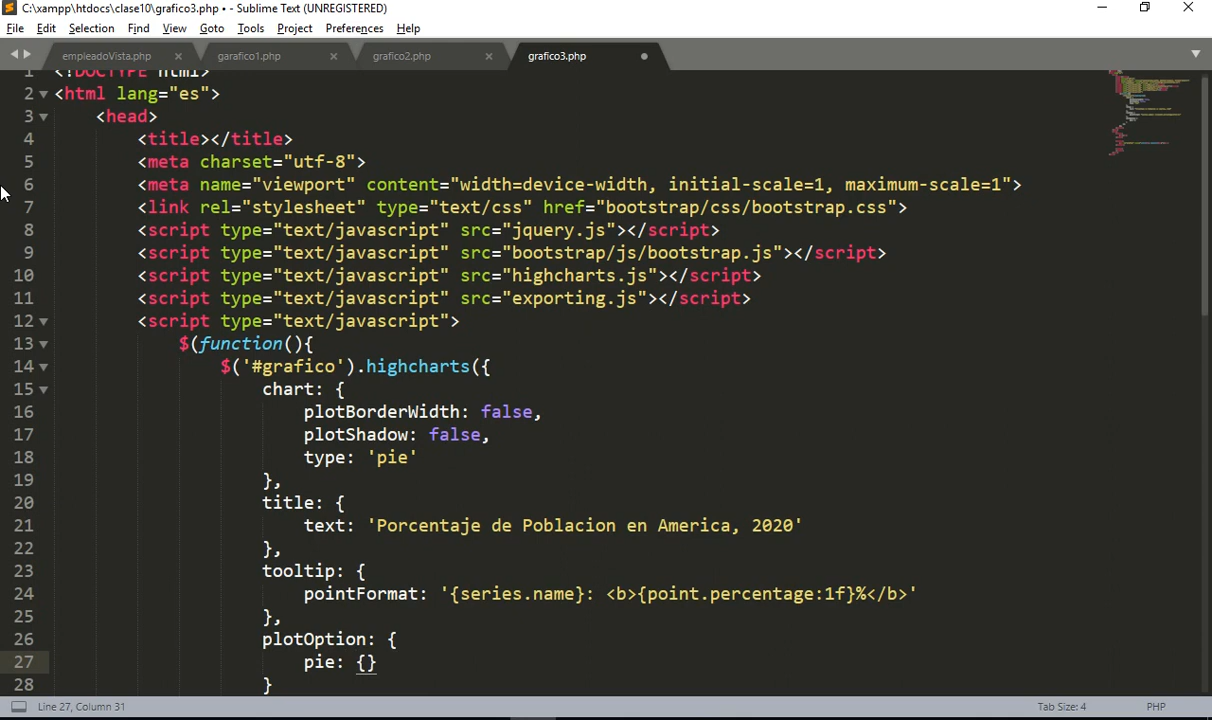 C:\xampp\htdocs\clase10\grafico3.php • - Sublime Text (UNREGISTERED)
File Edit Selection Find View Goto Tools Project Preferences Help
empleadoVista.php garafico1.php grafico2.php grafico3.php
1 <!DOCTYPE html>
2 <html lang="es">
3 <head>
4 <title></title>
5 <meta charset="utf-8">
6 <meta name="viewport" content="width=device-width, initial-scale=1, maximum-scale=1">
7 <link rel="stylesheet" type="text/css" href="bootstrap/css/bootstrap.css">
8 <script type="text/javascript" src="jquery.js"></script>
9 <script type="text/javascript" src="bootstrap/js/bootstrap.js"></script>
10 <script type="text/javascript" src="highcharts.js"></script>
11 <script type="text/javascript" src="exporting.js"></script>
12 <script type="text/javascript">
13 $(function(){
14 $('#grafico').highcharts({
15 chart: {
16 plotBorderWidth: false,
17 plotShadow: false,
18 type: 'pie'
19 },
20 title: {
21 text: 'Porcentaje de Poblacion en America, 2020'
22 },
23 tooltip: {
24 pointFormat: '{series.name}: <b>{point.percentage:1f}%</b>'
25 },
26 plotOption: {
27 pie: {}
28 }
Line 27, Column 31 Tab Size: 4 PHP